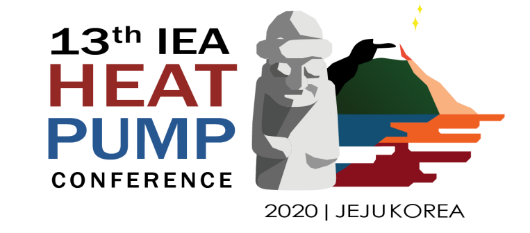 13th IEA
HEAT
PUMP
CONFERENCE
2020 | JEJU KOREA